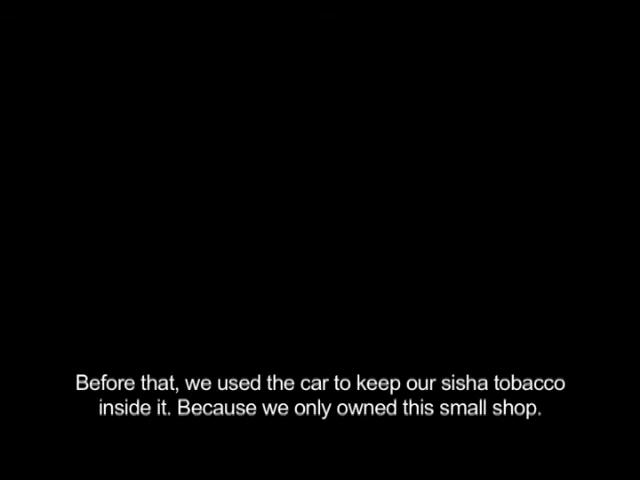 Before that, we used the car to keep our sisha tobacco
inside it. Because we only owned this small shop.